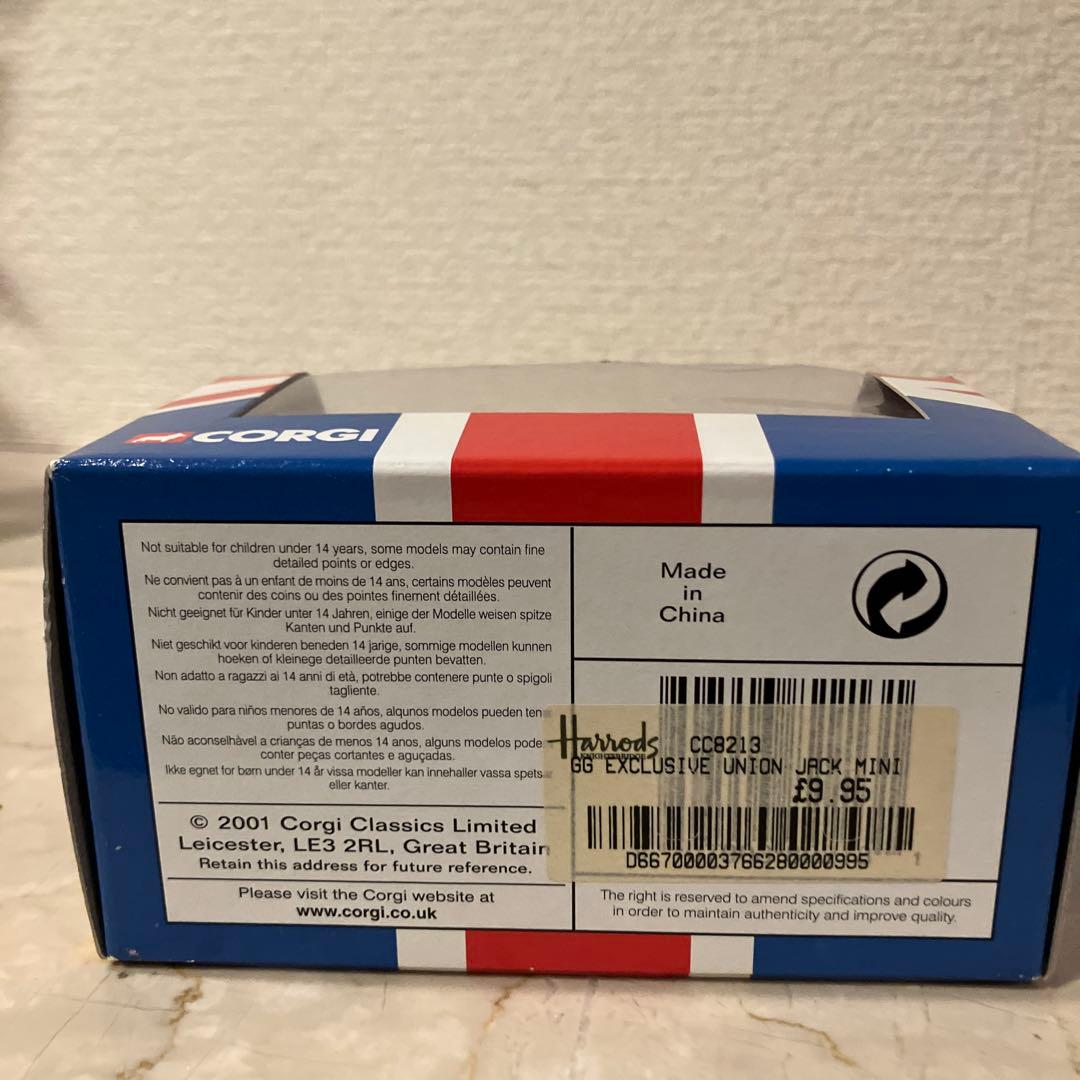 CORGI
Not suitable for children under 14 years, some models may contain fine
detailed points or edges.
Ne convient pas à un enfant de moins de 14 ans, certains modèles peuvent
contenir des coins ou des pointes finement détaillées.
Nicht geeignet für Kinder unter 14 Jahren, einige der Modelle weisen spitze
Kanten und Punkte auf.
Niet geschikt voor kinderen beneden 14 jarige, sommige modellen kunnen
hoeken of kleinege detailleerde punten bevatten.
Non adatto a ragazzi ai 14 anni di età, potrebbe contenere punte o spigoli
tagliente.
No valido para niños menores de 14 años, alqunos modelos pueden ten
puntas o bordes agudos.
Não aconselhàvel a crianças de menos 14 anos, alguns modelos pode
conter peças cortantes e aguçadas.
Ikke egnet for børn under 14 år vissa modeller kan innehaller vassa spets
eller kanter.
© 2001 Corgi Classics Limited
Leicester, LE3 2RL, Great Britain
Retain this address for future reference.
Please visit the Corgi website at
www.corgi.co.uk
Made
in
China
Harrods
CC8213
GG EXCLUSIVE UNION JACK MINI
£9.95
D66700003766280000995 1
The right is reserved to amend specifications and colours
in order to maintain authenticity and improve quality.